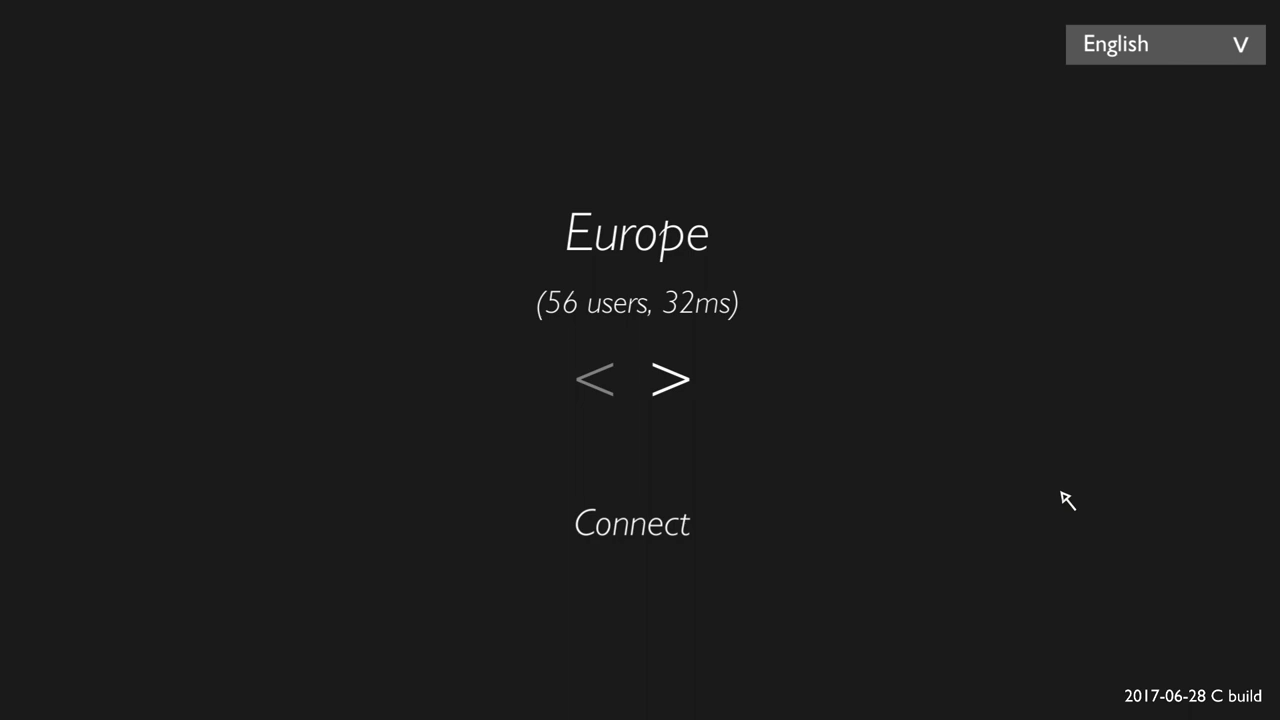 English V
Europe
(56 users, 32ms)
< >
Connect
2017-06-28 C build